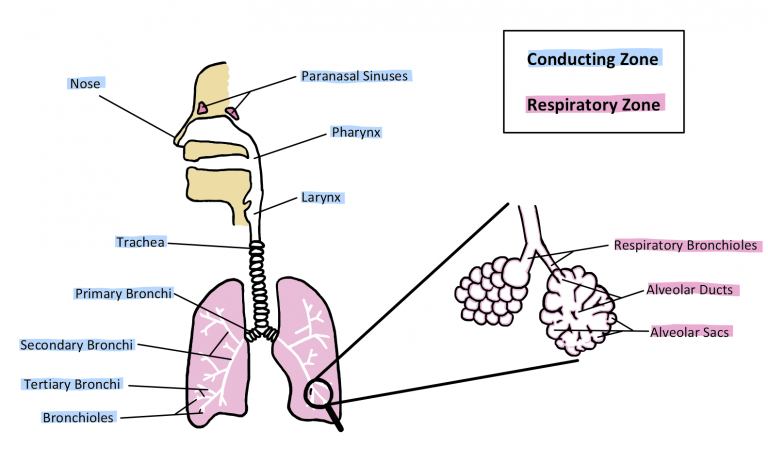 Conducting Zone
Respiratory Zone
Nose
Paranasal Sinuses
Pharynx
Larynx
Trachea
Primary Bronchi
Secondary Bronchi
Tertiary Bronchi
Bronchioles
Respiratory Bronchioles
Alveolar Ducts
Alveolar Sacs